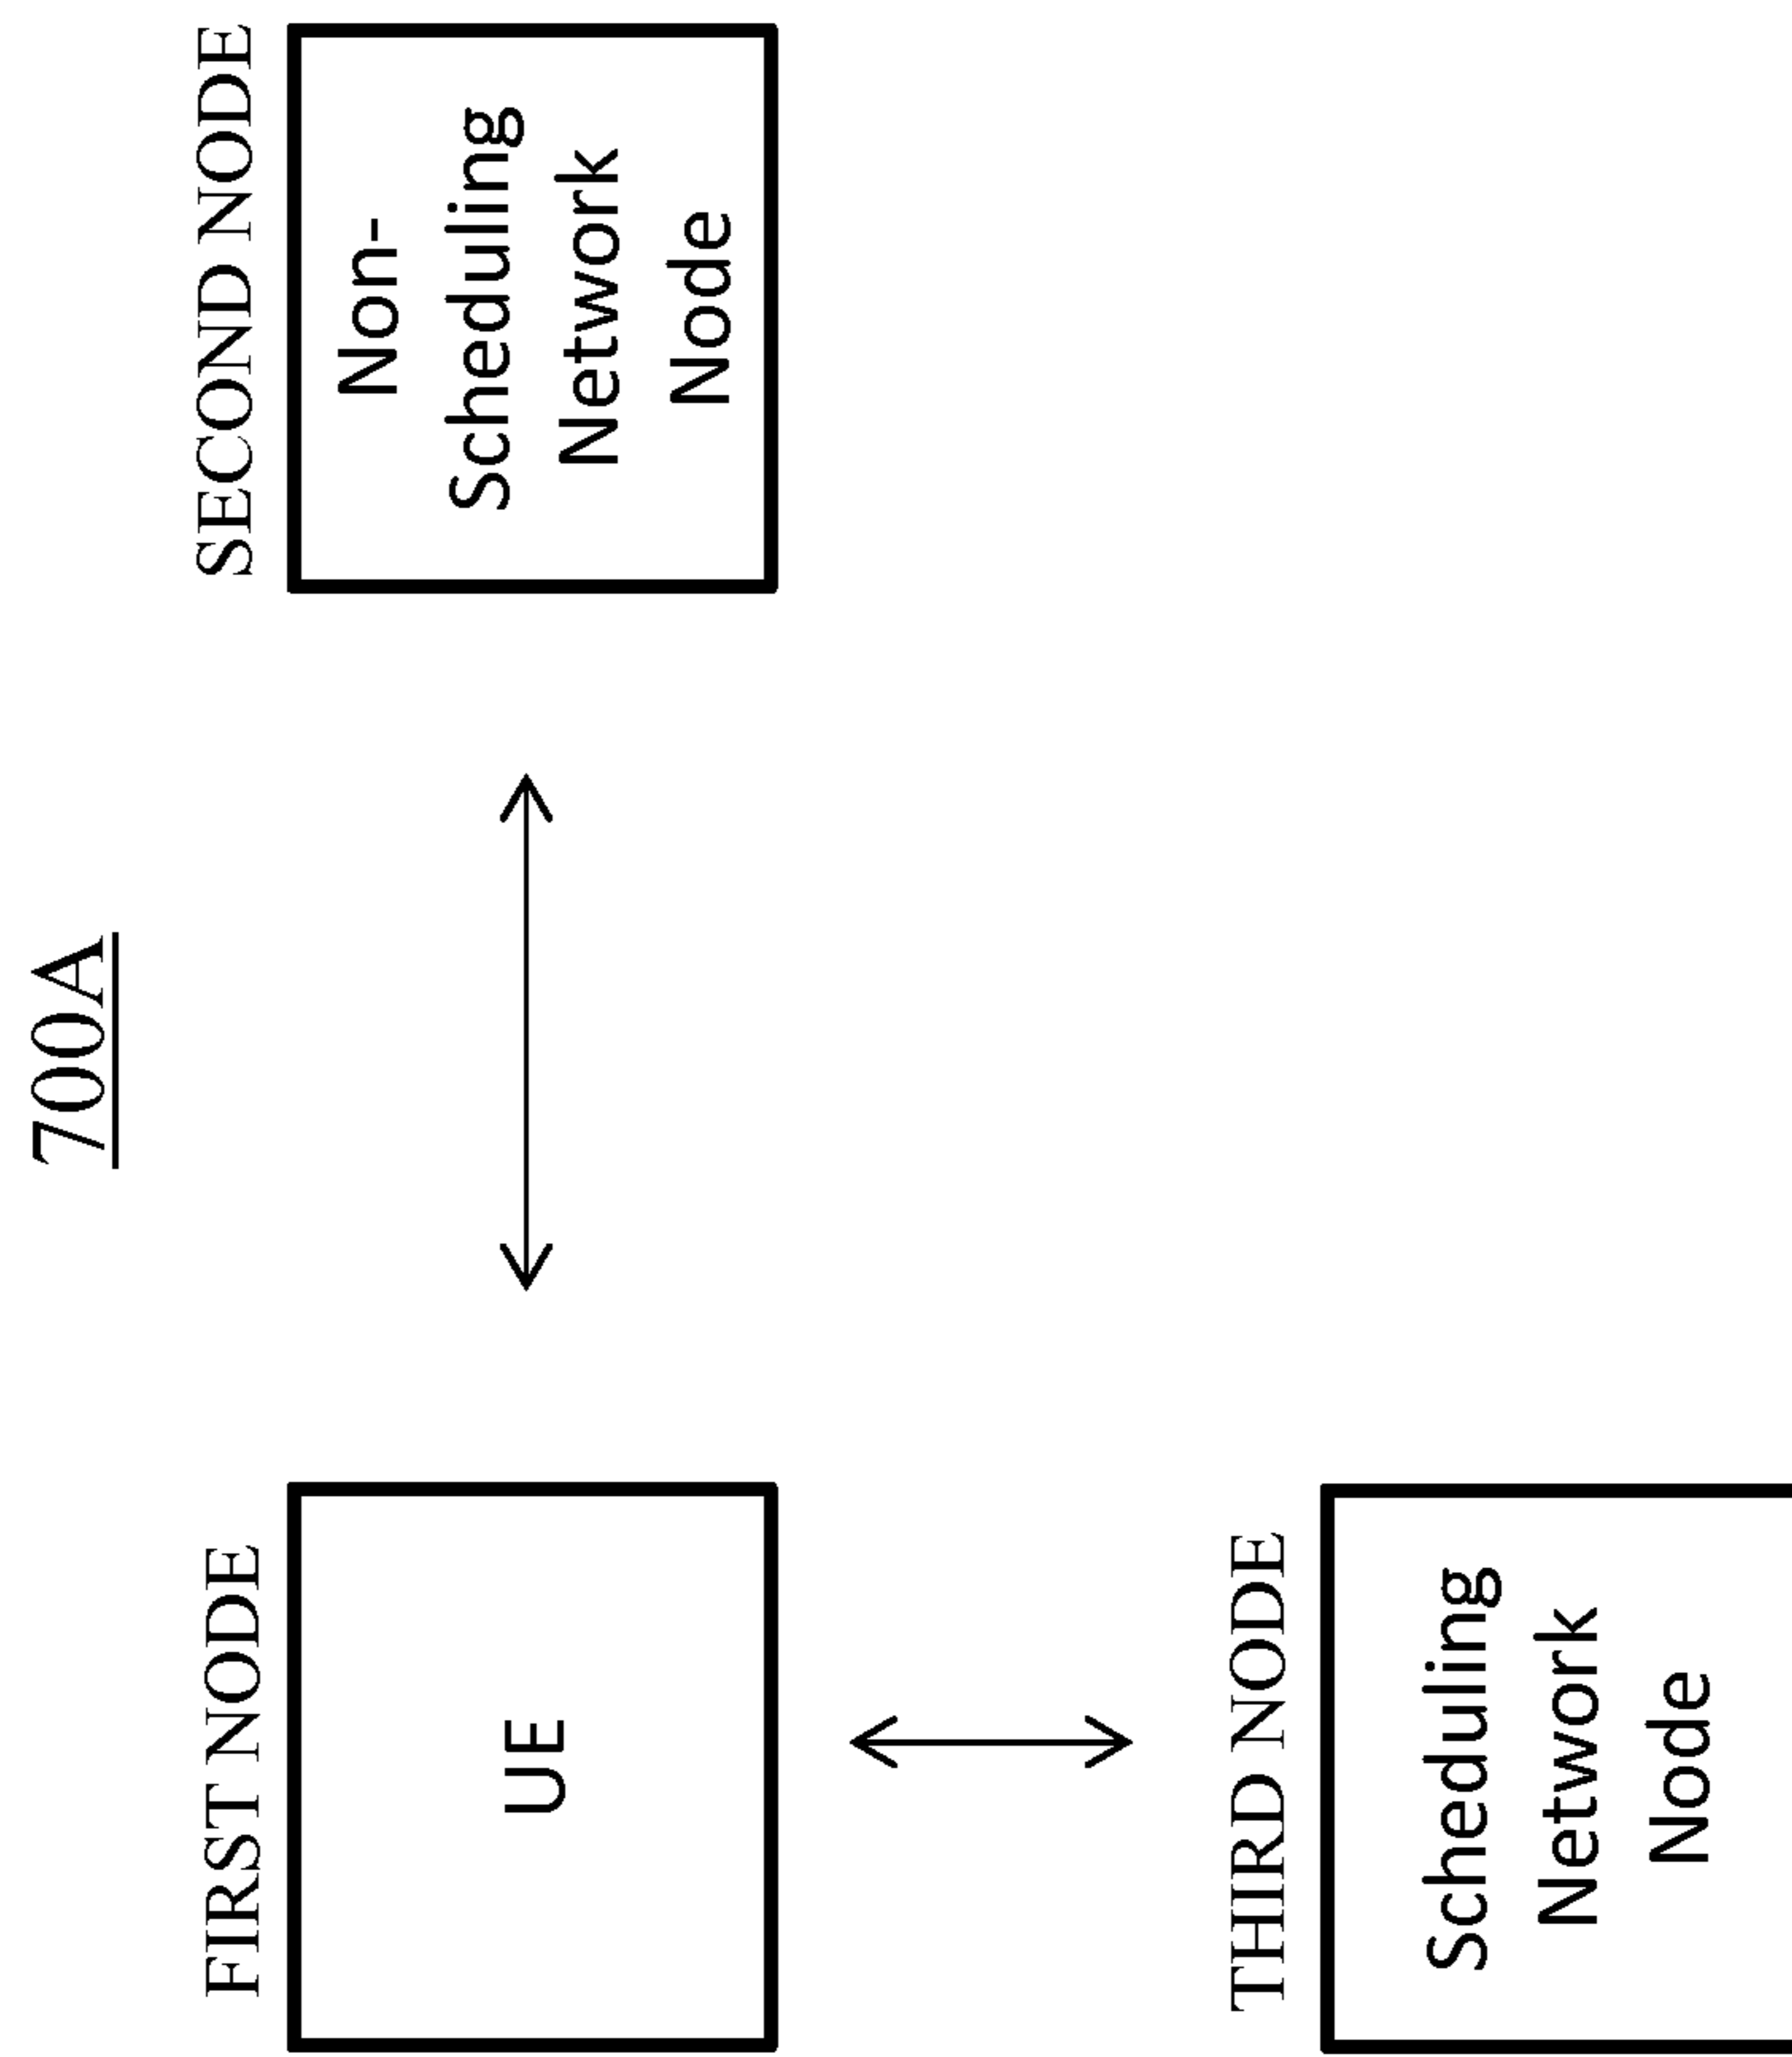 700A
FIRST NODE
UE
SECOND NODE
Non-
Scheduling
Network
Node
THIRD NODE
Scheduling
Network
Node